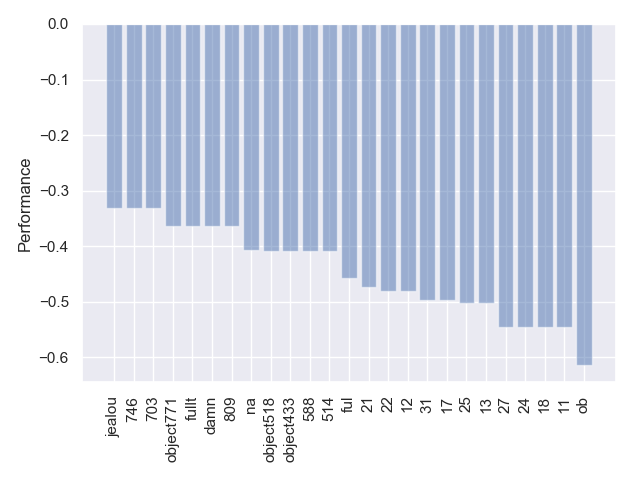 0.0
−0.1
−0.2
−0.3
−0.4
−0.5
−0.6
Performance
jealou
746
703
object771
fullt
damn
809
na
object518
object433
588
514
ful
21
22
12
31
17
25
13
27
24
18
11
ob